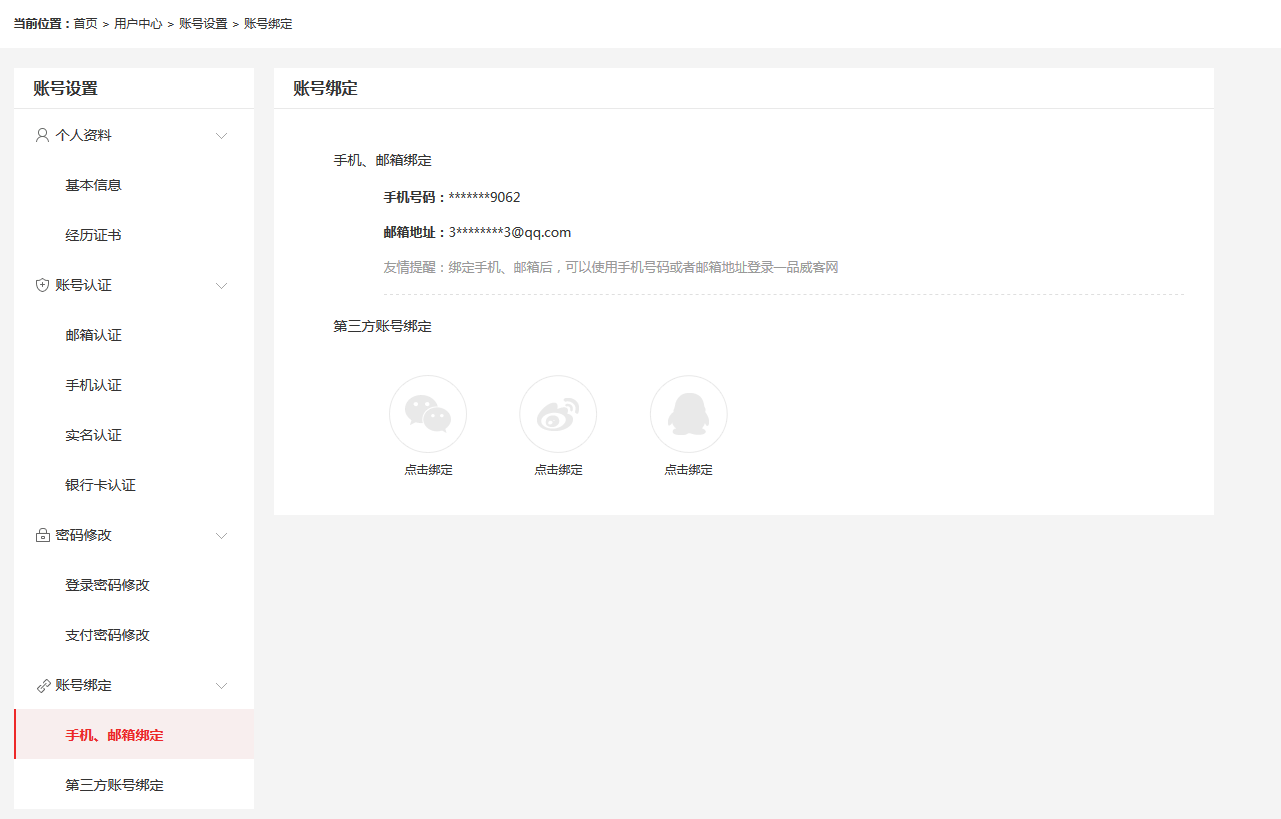 当前位置：首页 > 用户中心 > 账号设置 > 账号绑定
账号设置
个人资料
基本信息
经历证书
账号认证
邮箱认证
手机认证
实名认证
银行卡认证
密码修改
登录密码修改
支付密码修改
账号绑定
手机、邮箱绑定
第三方账号绑定
账号绑定
手机、邮箱绑定
手机号码：*******9062
邮箱地址：3********3@qq.com
友情提醒：绑定手机、邮箱后，可以使用手机号码或者邮箱地址登录一品威客网
第三方账号绑定
点击绑定
点击绑定
点击绑定